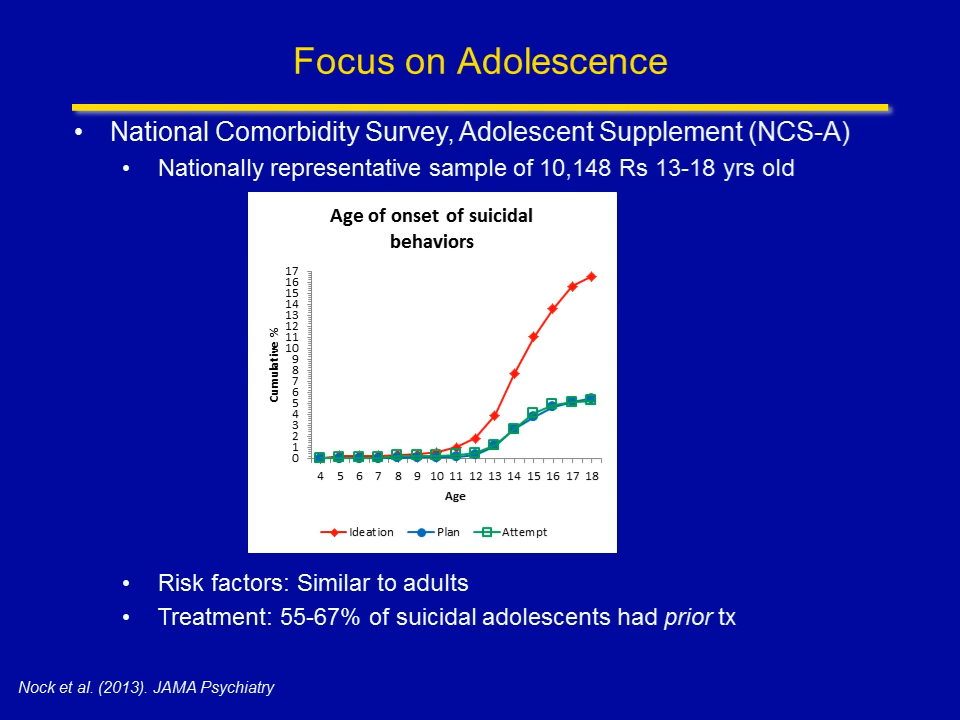 Focus on Adolescence
• National Comorbidity Survey, Adolescent Supplement (NCS-A)
• Nationally representative sample of 10,148 Rs 13-18 yrs old
Age of onset of suicidal
behaviors
Cumulative %
17
16
15
14
13
12
11
10
9
8
7
6
5
4
3
2
1
0
4 5 6 7 8 9 10 11 12 13 14 15 16 17 18
Age
Ideation Plan Attempt
• Risk factors: Similar to adults
• Treatment: 55-67% of suicidal adolescents had prior tx
Nock et al. (2013). JAMA Psychiatry